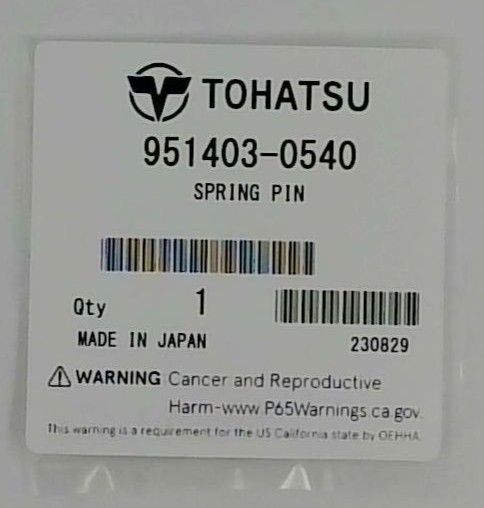 TOHATSU
951403-0540
SPRING PIN
Qty 1
MADE IN JAPAN 230829
WARNING Cancer and Reproductive
Harm-www.P65Warnings.ca.gov.
This warning is a requirement for the US California state by OEHHA.